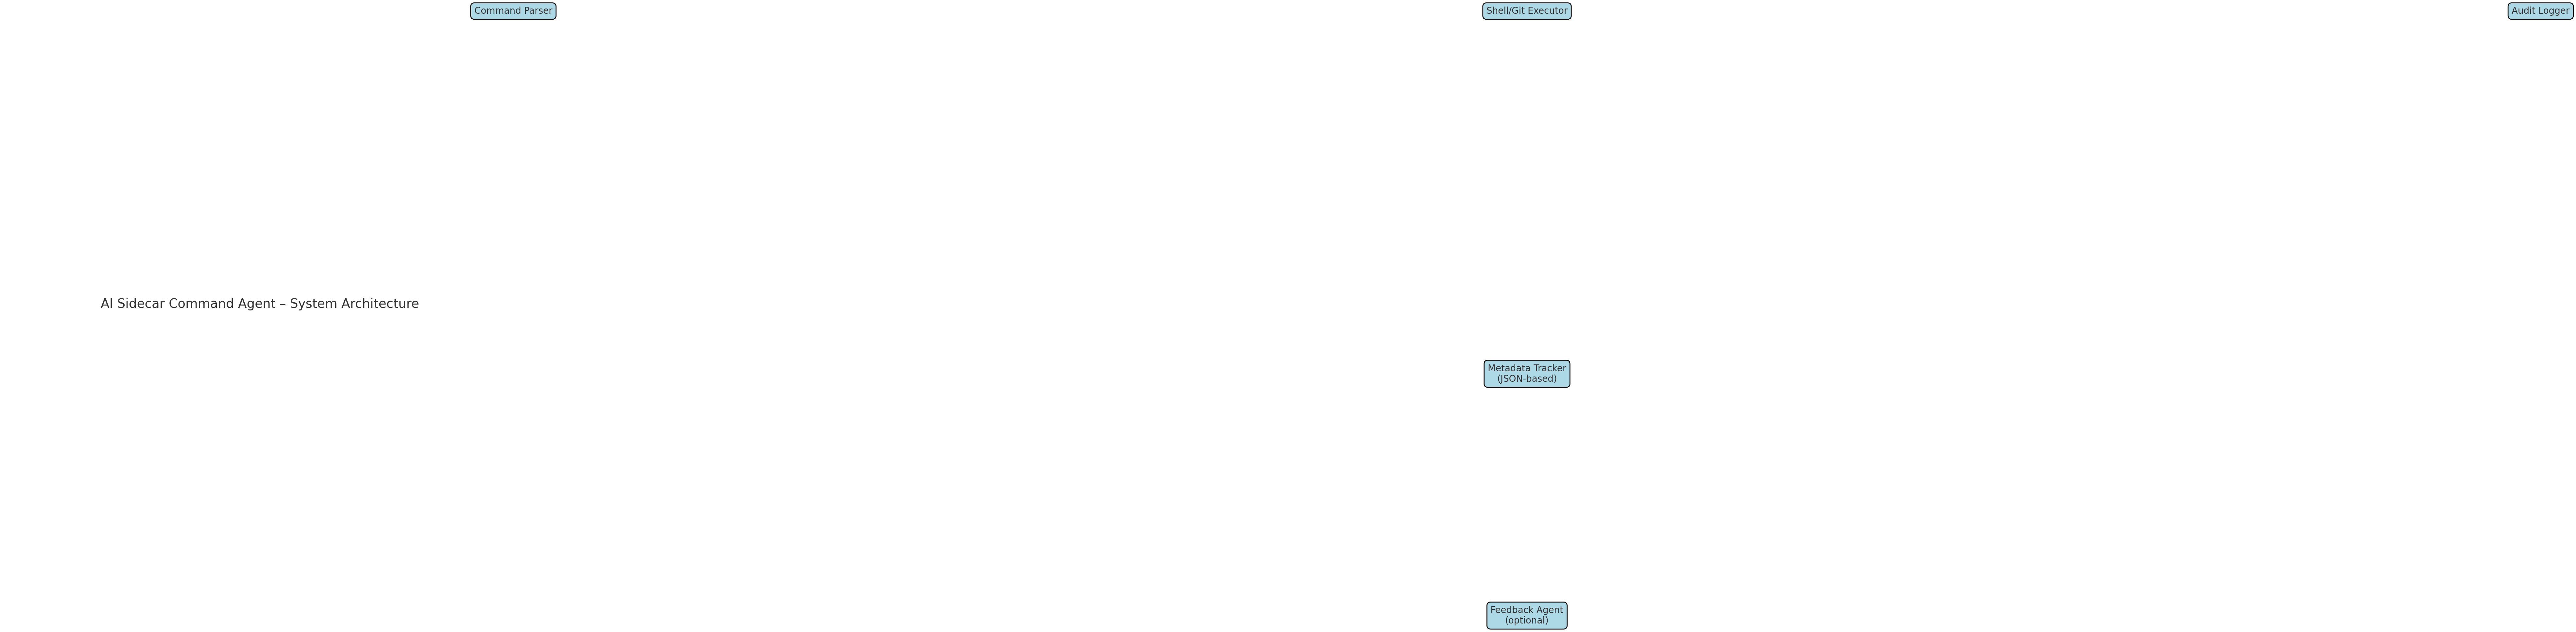 Command Parser
Shell/Git Executor
Audit Logger
AI Sidecar Command Agent – System Architecture
Metadata Tracker
(JSON-based)
Feedback Agent
(optional)